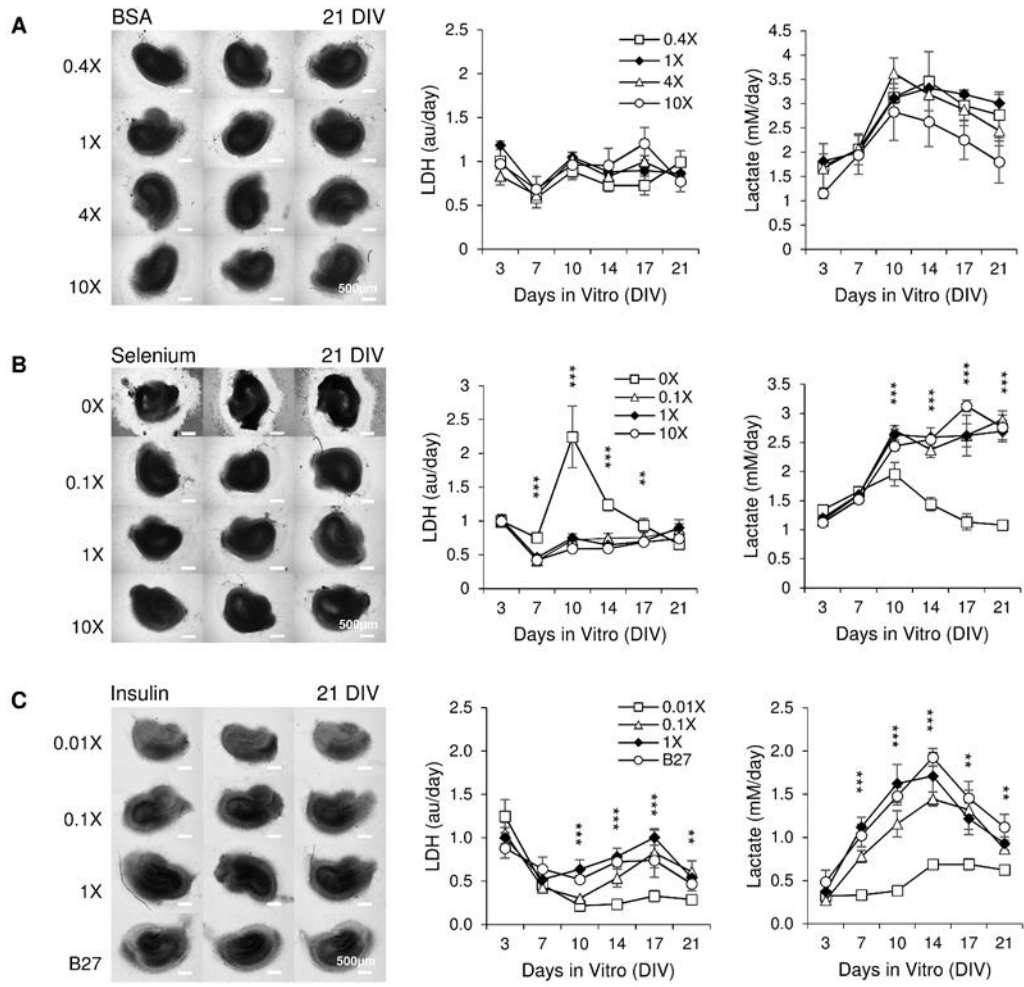 A
BSA 21 DIV
0.4X
1X
4X
10X
500µm
LDH (au/day)
2.5
2
1.5
1
0.5
0
0.4X
1X
4X
10X
3 7 10 14 17 21
Days in Vitro (DIV)
Lactate (mM/day)
4.5
4
3.5
3
2.5
2
1.5
1
0.5
0
3 7 10 14 17 21
Days in Vitro (DIV)
B
Selenium 21 DIV
0X
0.1X
1X
10X
500µm
LDH (au/day)
3
2.5
2
1.5
1
0.5
0
0X
0.1X
1X
10X
***
***
***
**
3 7 10 14 17 21
Days in Vitro (DIV)
Lactate (mM/day)
3.5
3
2.5
2
1.5
1
0.5
0
***
***
***
***
3 7 10 14 17 21
Days in Vitro (DIV)
C
Insulin 21 DIV
0.01X
0.1X
1X
B27
500µm
LDH (au/day)
2.5
2.0
1.5
1.0
0.5
0.0
0.01X
0.1X
1X
B27
***
***
***
**
3 7 10 14 17 21
Days in Vitro (DIV)
Lactate (mM/day)
2.5
2.0
1.5
1.0
0.5
0.0
***
***
***
**
**
3 7 10 14 17 21
Days in Vitro (DIV)